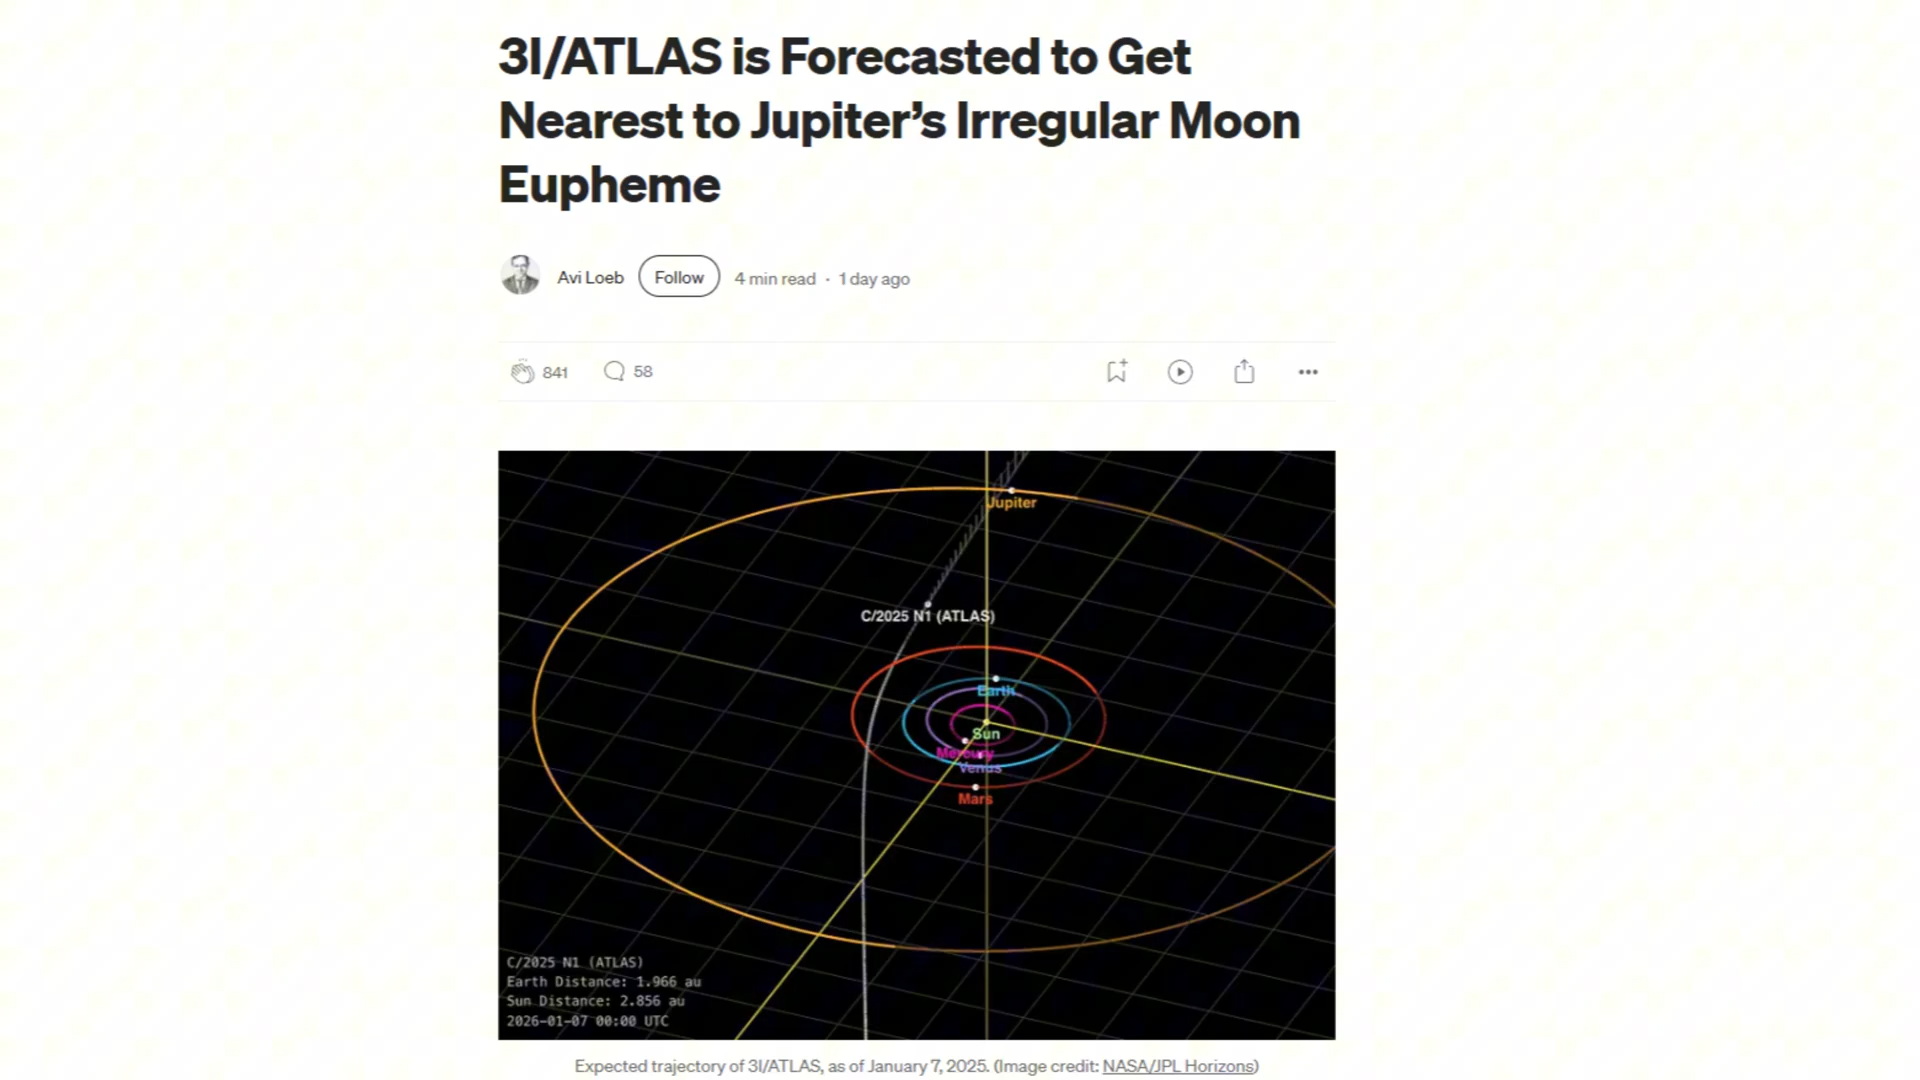 3I/ATLAS is Forecasted to Get
Nearest to Jupiter’s Irregular Moon
Eupheme
Avi Loeb Follow 4 min read · 1 day ago
841 58
Jupiter
C/2025 N1 (ATLAS)
Earth
Sun
Mercury
Venus
Mars
C/2025 N1 (ATLAS)
Earth Distance: 1.966 au
Sun Distance: 2.856 au
2026-01-07 00:00 UTC
Expected trajectory of 3I/ATLAS, as of January 7, 2025. (Image credit: NASA/JPL Horizons)